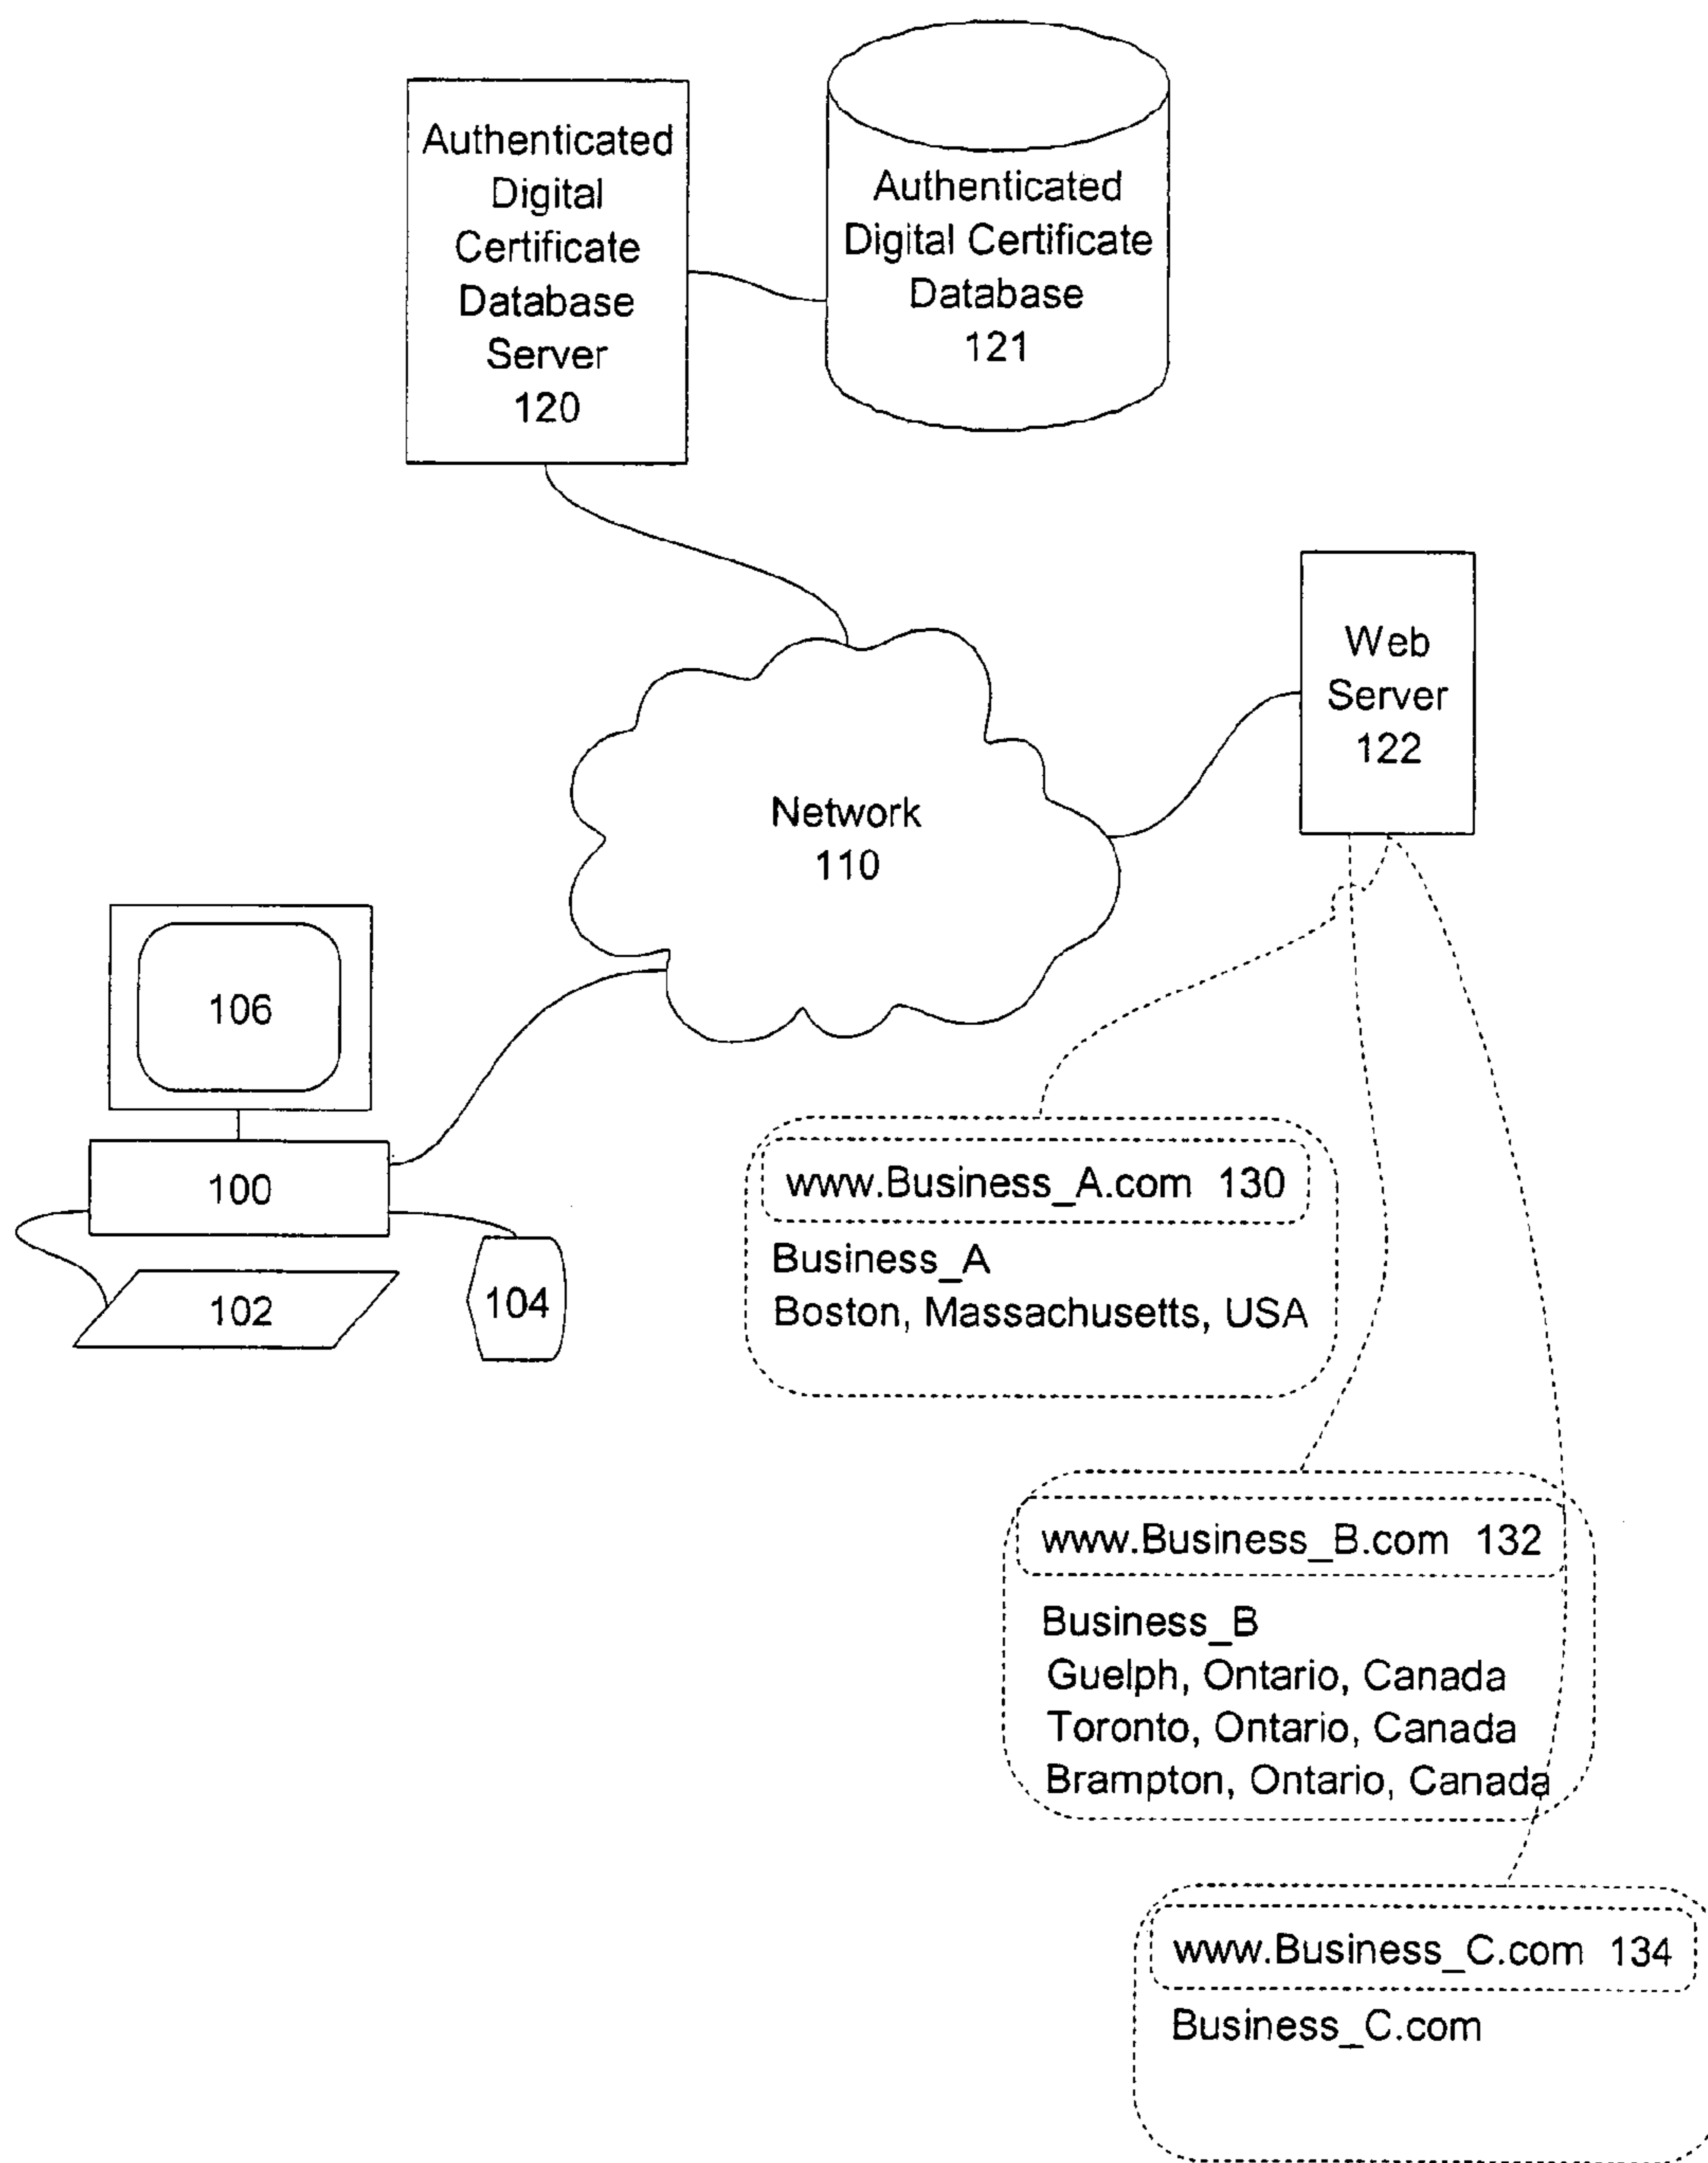 Authenticated
Digital
Certificate
Database
Server
120
Authenticated
Digital Certificate
Database
121
Web
Server
122
Network
110
106
100
102
104
www.Business_A.com 130
Business_A
Boston, Massachusetts, USA
www.Business_B.com 132
Business_B
Guelph, Ontario, Canada
Toronto, Ontario, Canada
Brampton, Ontario, Canada
www.Business_C.com 134
Business_C.com